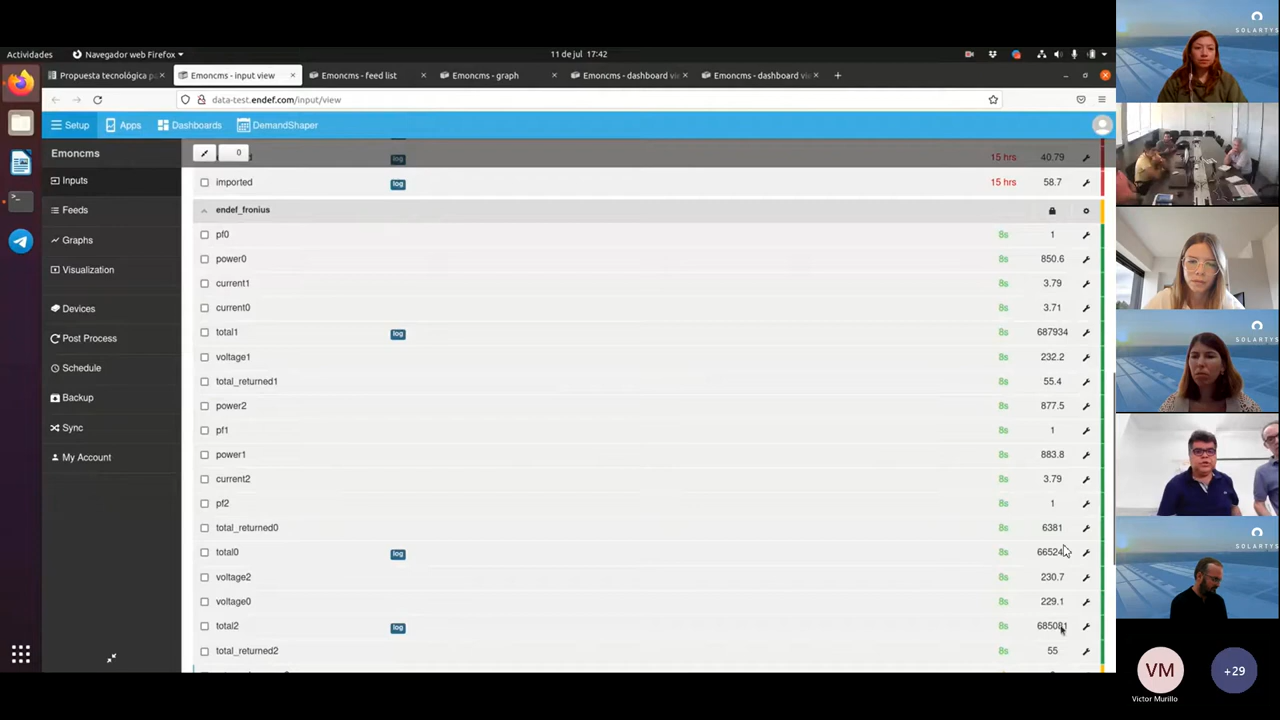 Actividades
Navegador web Firefox
11 de jul 17:42
Propuesta tecnológica pa
Emoncms - input view
Emoncms - feed list
Emoncms - graph
Emoncms - dashboard vi
Emoncms - dashboard vi
data-test.endef.com/input/view
Setup
Apps
Dashboards
DemandShaper
Emoncms
Inputs
Feeds
Graphs
Visualization
Devices
Post Process
Schedule
Backup
Sync
My Account
0
log 15 hrs 40.79
imported log 15 hrs 58.7
endef_fronius
pf0 8s 1
power0 8s 850.6
current1 8s 3.79
current0 8s 3.71
total1 log 8s 687934
voltage1 8s 232.2
total_returned1 8s 55.4
power2 8s 877.5
pf1 8s 1
power1 8s 883.8
current2 8s 3.79
pf2 8s 1
total_returned0 8s 6381
total0 log 8s
voltage2 8s 230.7
voltage0 8s 229.1
total2 log 8s
total_returned2 8s 55
SOLARTYS
SOLARTYS
SOLARTYS
VM
Victor Murillo
+29